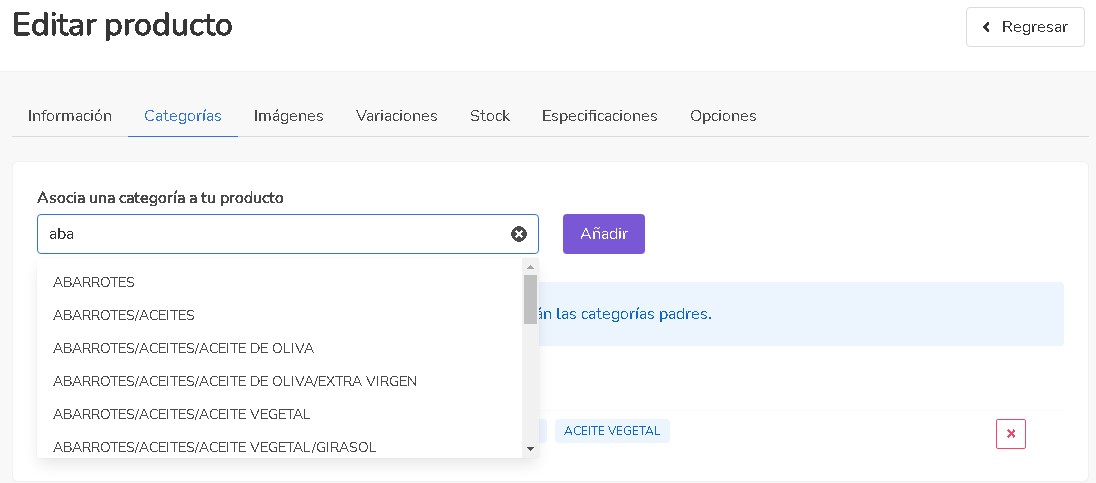 Editar producto
Regresar
Información Categorías Imágenes Variaciones Stock Especificaciones Opciones
Asocia una categoría a tu producto
aba
Añadir
ABARROTES
ABARROTES/ACEITES
las categorías padres.
ABARROTES/ACEITES/ACEITE DE OLIVA
ABARROTES/ACEITES/ACEITE DE OLIVA/EXTRA VIRGEN
ABARROTES/ACEITES/ACEITE VEGETAL
ACEITE VEGETAL
ABARROTES/ACEITES/ACEITE VEGETAL/GIRASOL